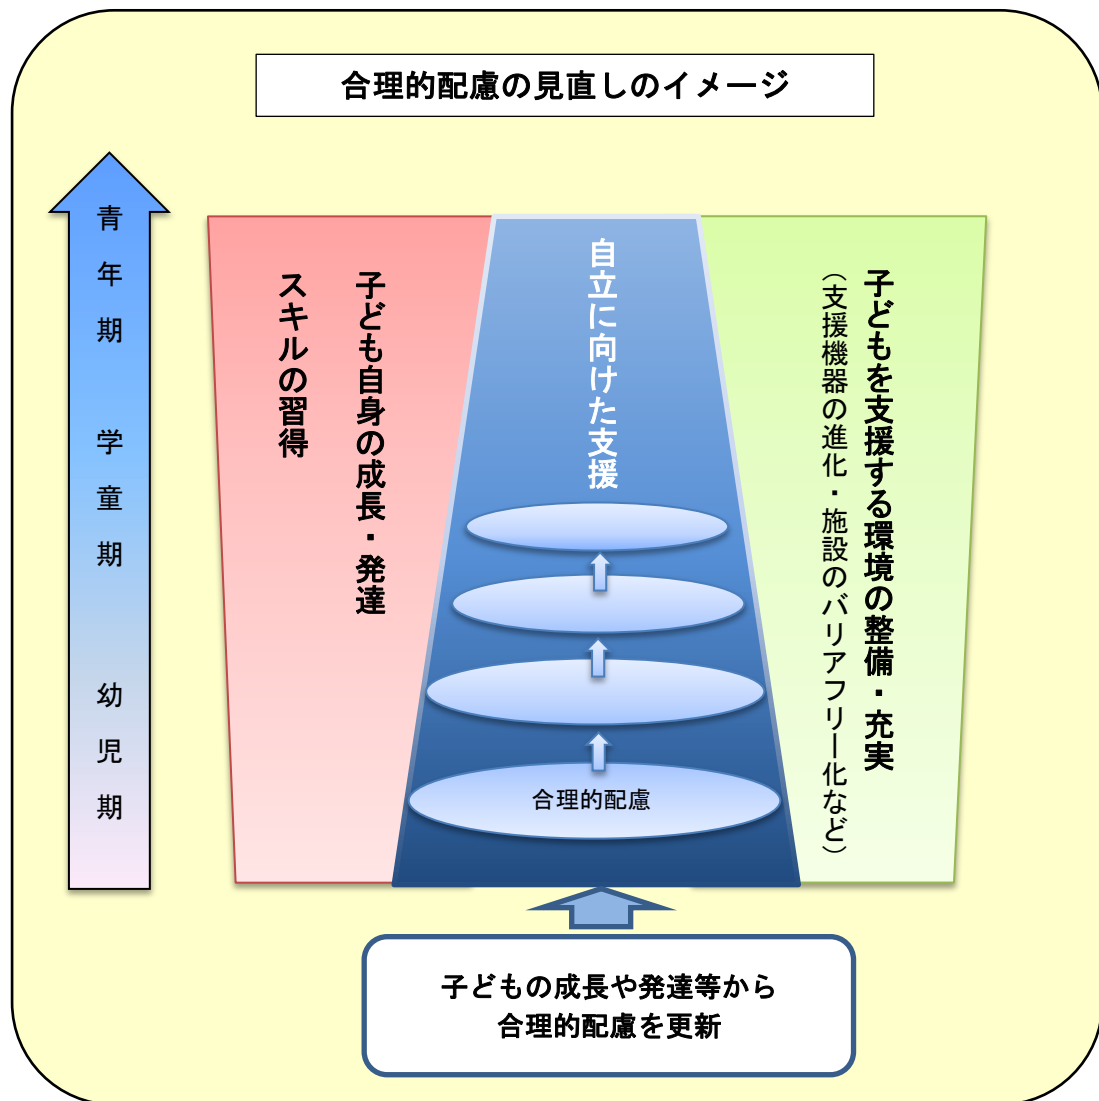 合理的配慮の見直しのイメージ
青年期　学童期　幼児期
子ども自身の成長・発達
スキルの習得
自立に向けた支援
合理的配慮
子どもを支援する環境の整備・充実
（支援機器の進化・施設のバリアフリー化など）
子どもの成長や発達等から
合理的配慮を更新